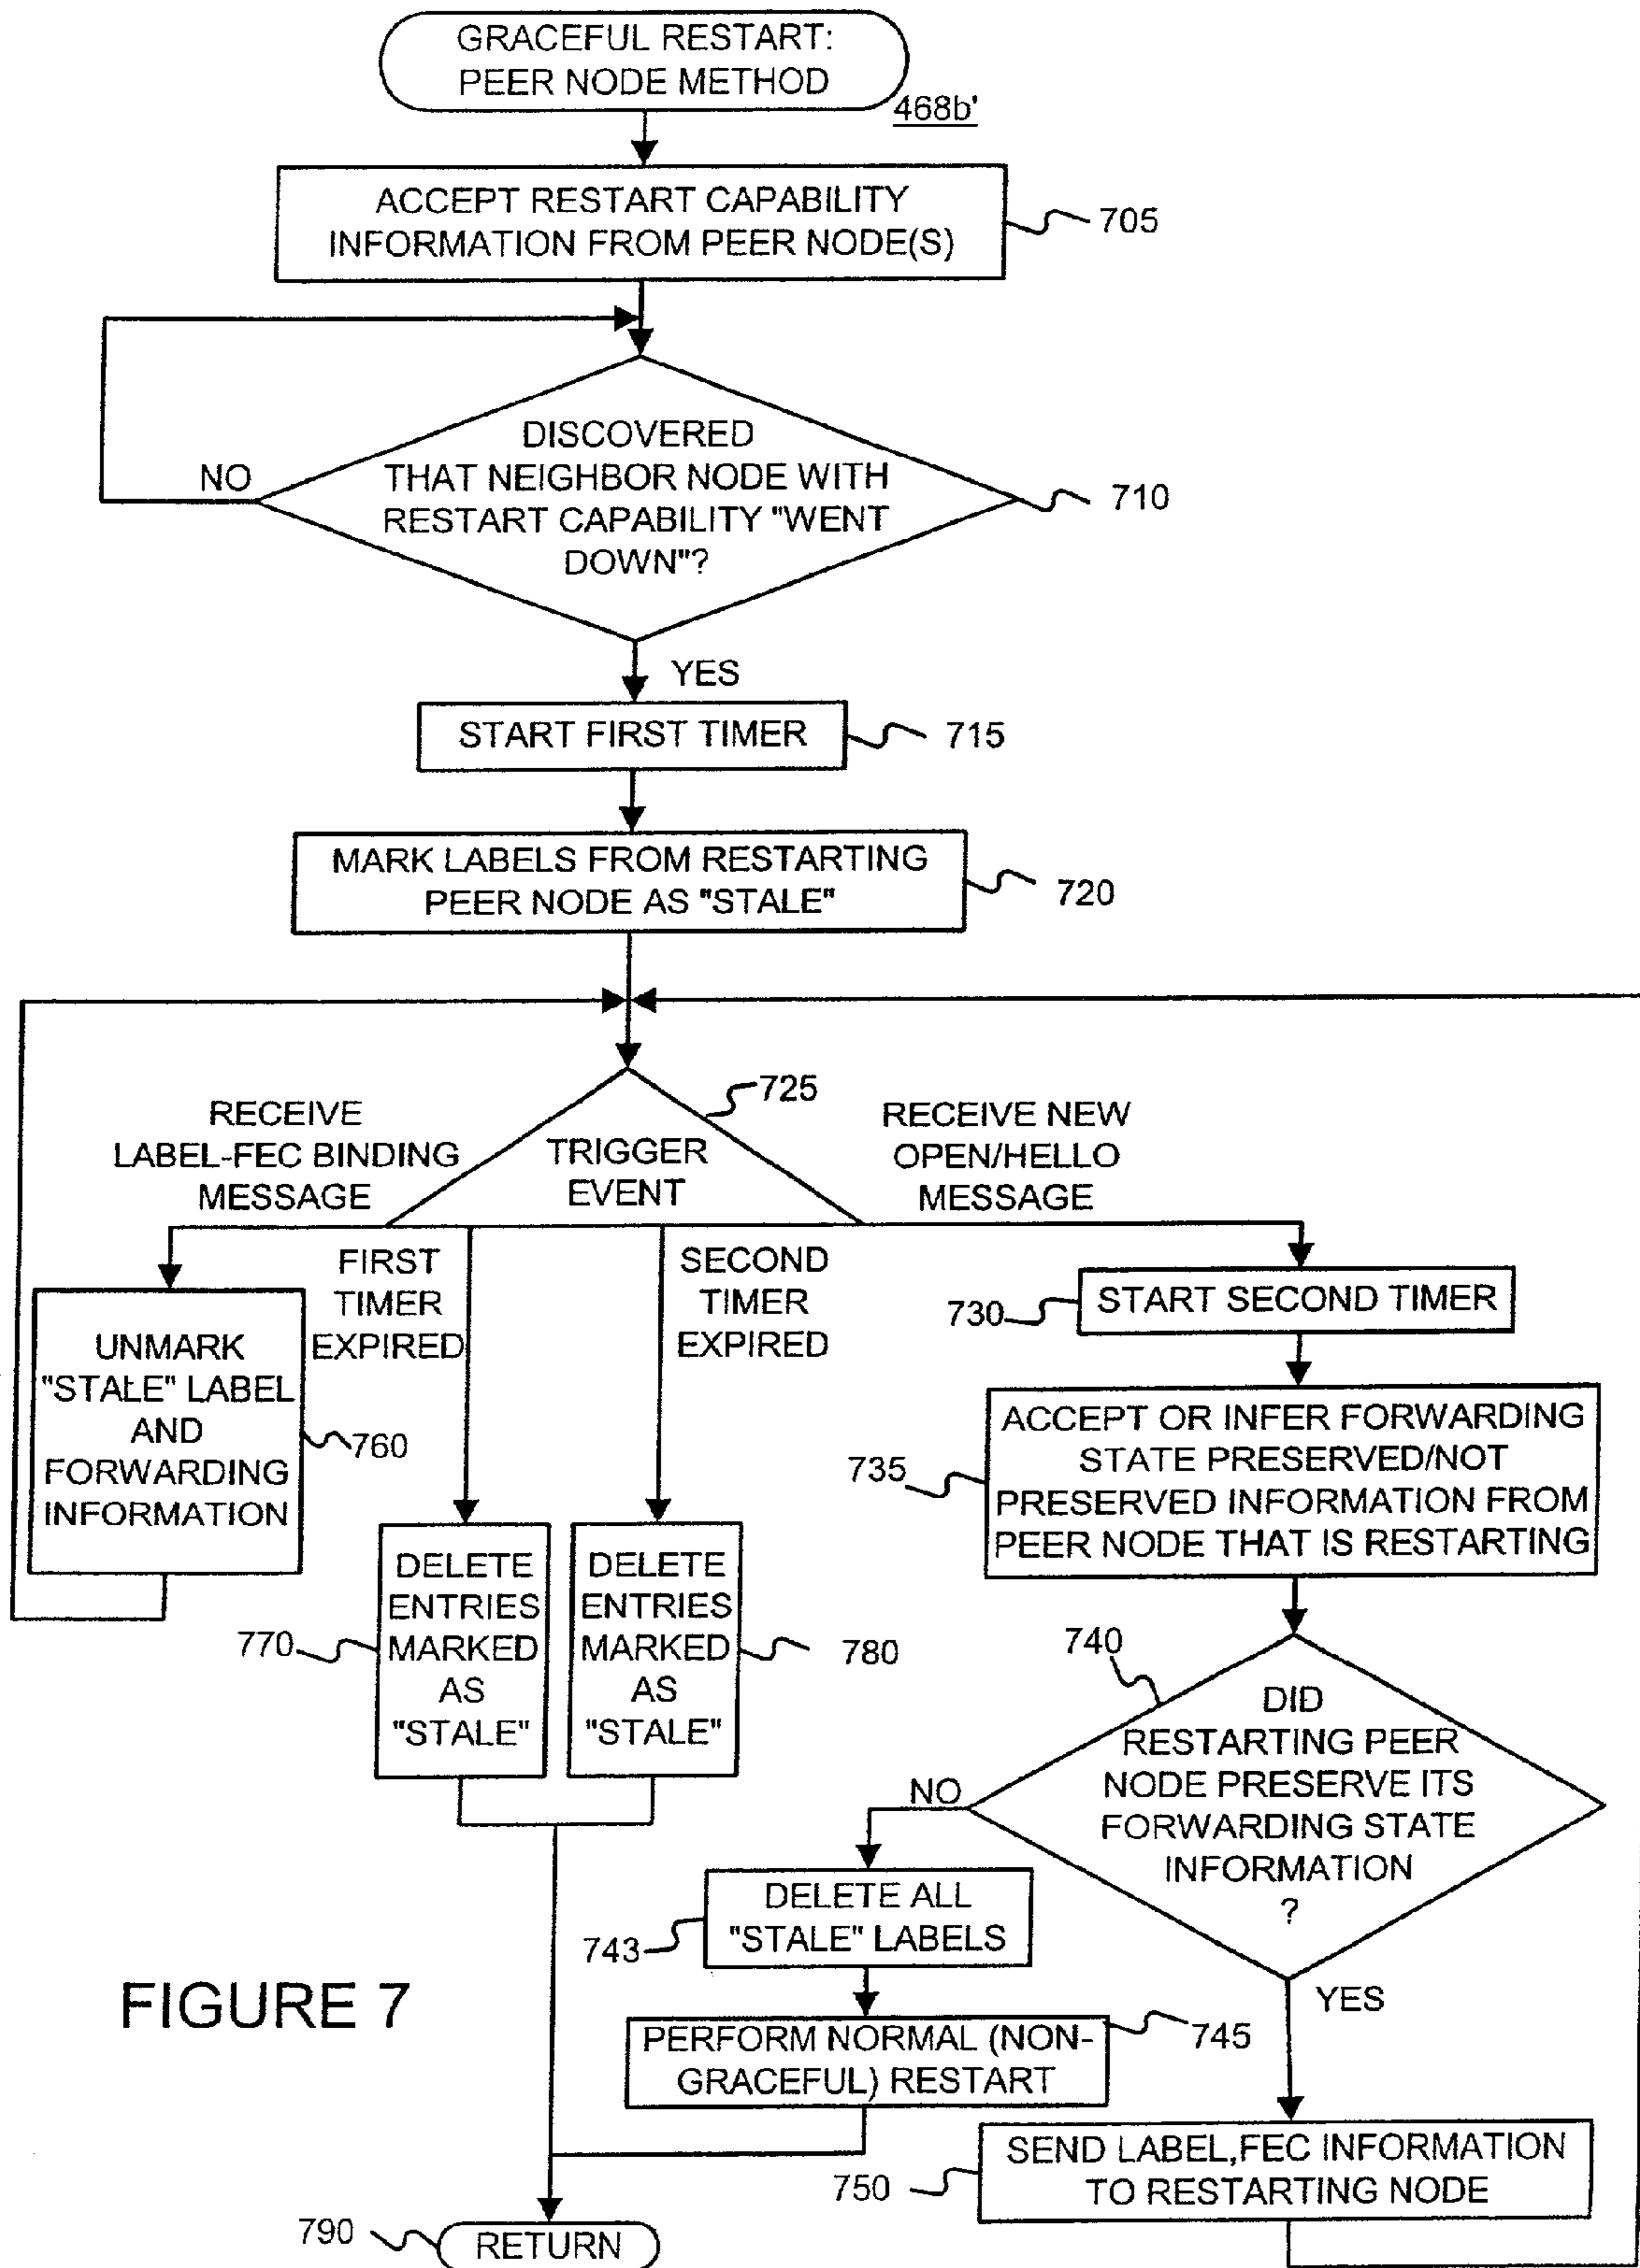 GRACEFUL RESTART:
PEER NODE METHOD
468b'
ACCEPT RESTART CAPABILITY
INFORMATION FROM PEER NODE(S)
705
DISCOVERED
THAT NEIGHBOR NODE WITH
RESTART CAPABILITY "WENT
DOWN"?
NO
710
YES
START FIRST TIMER
715
MARK LABELS FROM RESTARTING
PEER NODE AS "STALE"
720
725
TRIGGER
EVENT
RECEIVE
LABEL-FEC BINDING
MESSAGE
RECEIVE NEW
OPEN/HELLO
MESSAGE
FIRST
TIMER
EXPIRED
SECOND
TIMER
EXPIRED
UNMARK
"STALE" LABEL
AND
FORWARDING
INFORMATION
760
730
START SECOND TIMER
735
ACCEPT OR INFER FORWARDING
STATE PRESERVED/NOT
PRESERVED INFORMATION FROM
PEER NODE THAT IS RESTARTING
770
DELETE
ENTRIES
MARKED
AS
"STALE"
DELETE
ENTRIES
MARKED
AS
"STALE"
780
740
DID
RESTARTING PEER
NODE PRESERVE ITS
FORWARDING STATE
INFORMATION
?
NO
743
DELETE ALL
"STALE" LABELS
YES
PERFORM NORMAL (NON-
GRACEFUL) RESTART
745
750
SEND LABEL,FEC INFORMATION
TO RESTARTING NODE
790
RETURN
FIGURE 7